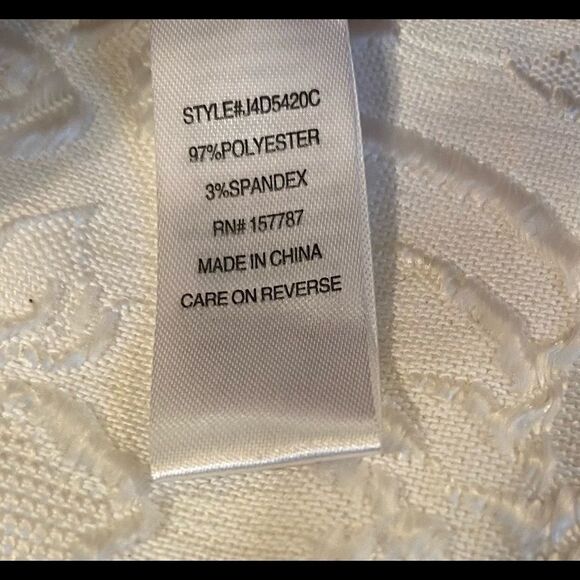 STYLE#J4D5420C
97%POLYESTER
3%SPANDEX
RN# 157787
MADE IN CHINA
CARE ON REVERSE